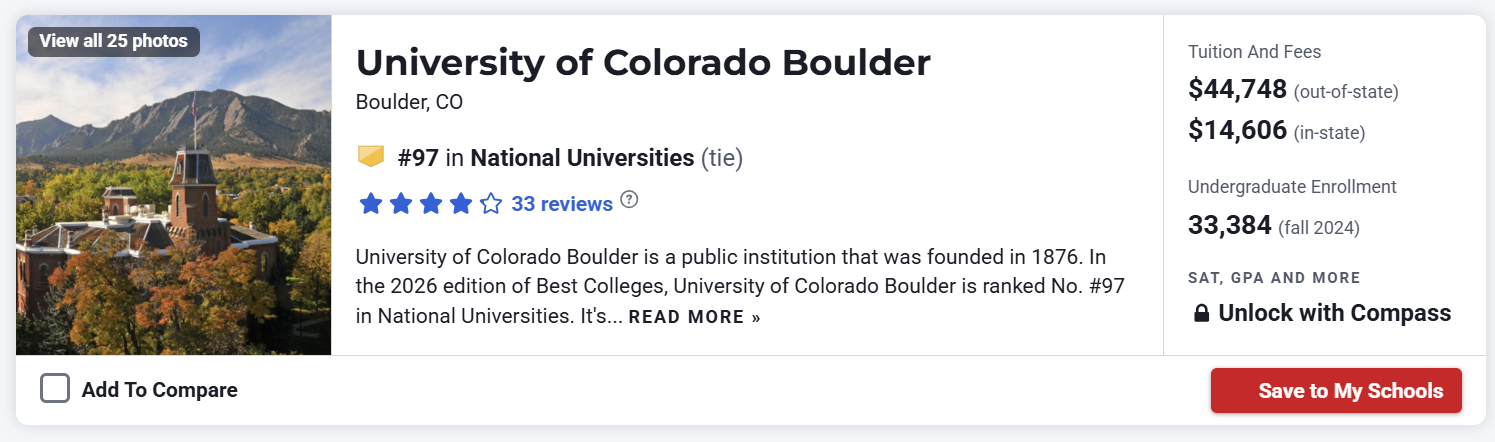 View all 25 photos
University of Colorado Boulder
Boulder, CO
#97 in National Universities (tie)
33 reviews ?
University of Colorado Boulder is a public institution that was founded in 1876. In
the 2026 edition of Best Colleges, University of Colorado Boulder is ranked No. #97
in National Universities. It's... READ MORE »
Tuition And Fees
$44,748 (out-of-state)
$14,606 (in-state)
Undergraduate Enrollment
33,384 (fall 2024)
SAT, GPA AND MORE
Unlock with Compass
Add To Compare
Save to My Schools